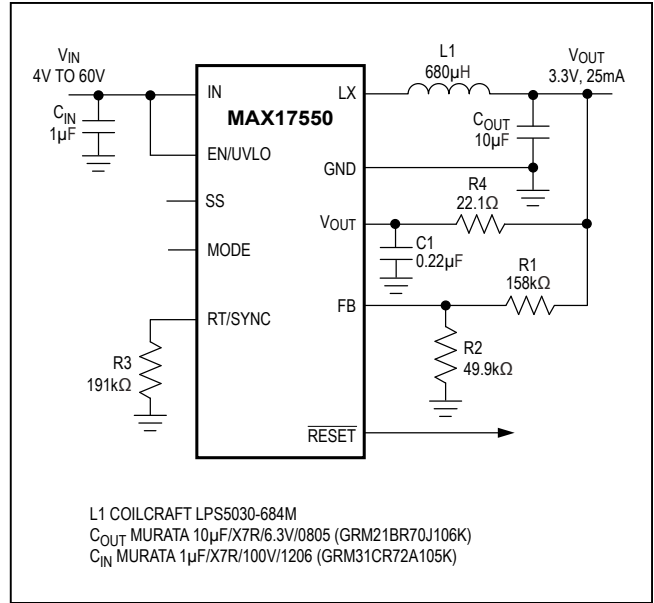 VIN
4V TO 60V
CIN
1µF
IN
EN/UVLO
SS
MODE
RT/SYNC
R3
191kΩ
MAX17550
LX
GND
VOUT
FB
RESET
L1
680µH
VOUT
3.3V, 25mA
COUT
10µF
R4
22.1Ω
C1
0.22µF
R1
158kΩ
R2
49.9kΩ
L1 COILCRAFT LPS5030-684M
COUT MURATA 10µF/X7R/6.3V/0805 (GRM21BR70J106K)
CIN MURATA 1µF/X7R/100V/1206 (GRM31CR72A105K)